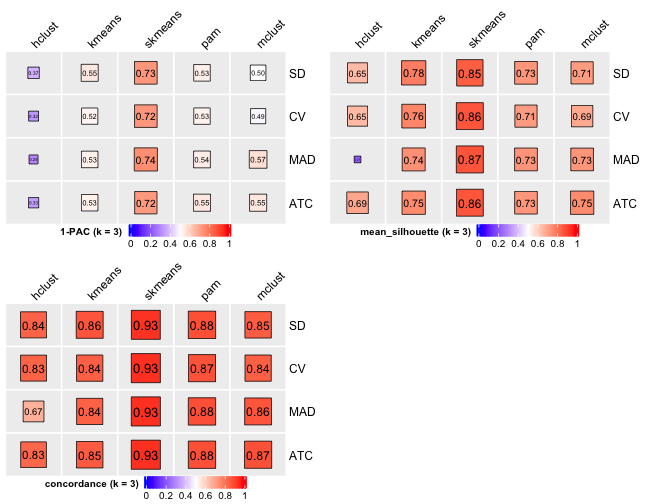 hclust kmeans skmeans pam mclust
0.37 0.55 0.73 0.53 0.50 SD
0.52 0.72 0.53 0.49 CV
0.53 0.74 0.54 0.57 MAD
0.33 0.53 0.72 0.55 0.55 ATC
1-PAC (k = 3)
0 0.2 0.4 0.6 0.8 1
hclust kmeans skmeans pam mclust
0.65 0.78 0.85 0.73 0.71 SD
0.65 0.76 0.86 0.71 0.69 CV
0.74 0.87 0.73 0.73 MAD
0.69 0.75 0.86 0.73 0.75 ATC
mean_silhouette (k = 3)
0 0.2 0.4 0.6 0.8 1
hclust kmeans skmeans pam mclust
0.84 0.86 0.93 0.88 0.85 SD
0.83 0.84 0.93 0.87 0.84 CV
0.67 0.84 0.93 0.88 0.86 MAD
0.83 0.85 0.93 0.88 0.87 ATC
concordance (k = 3)
0 0.2 0.4 0.6 0.8 1